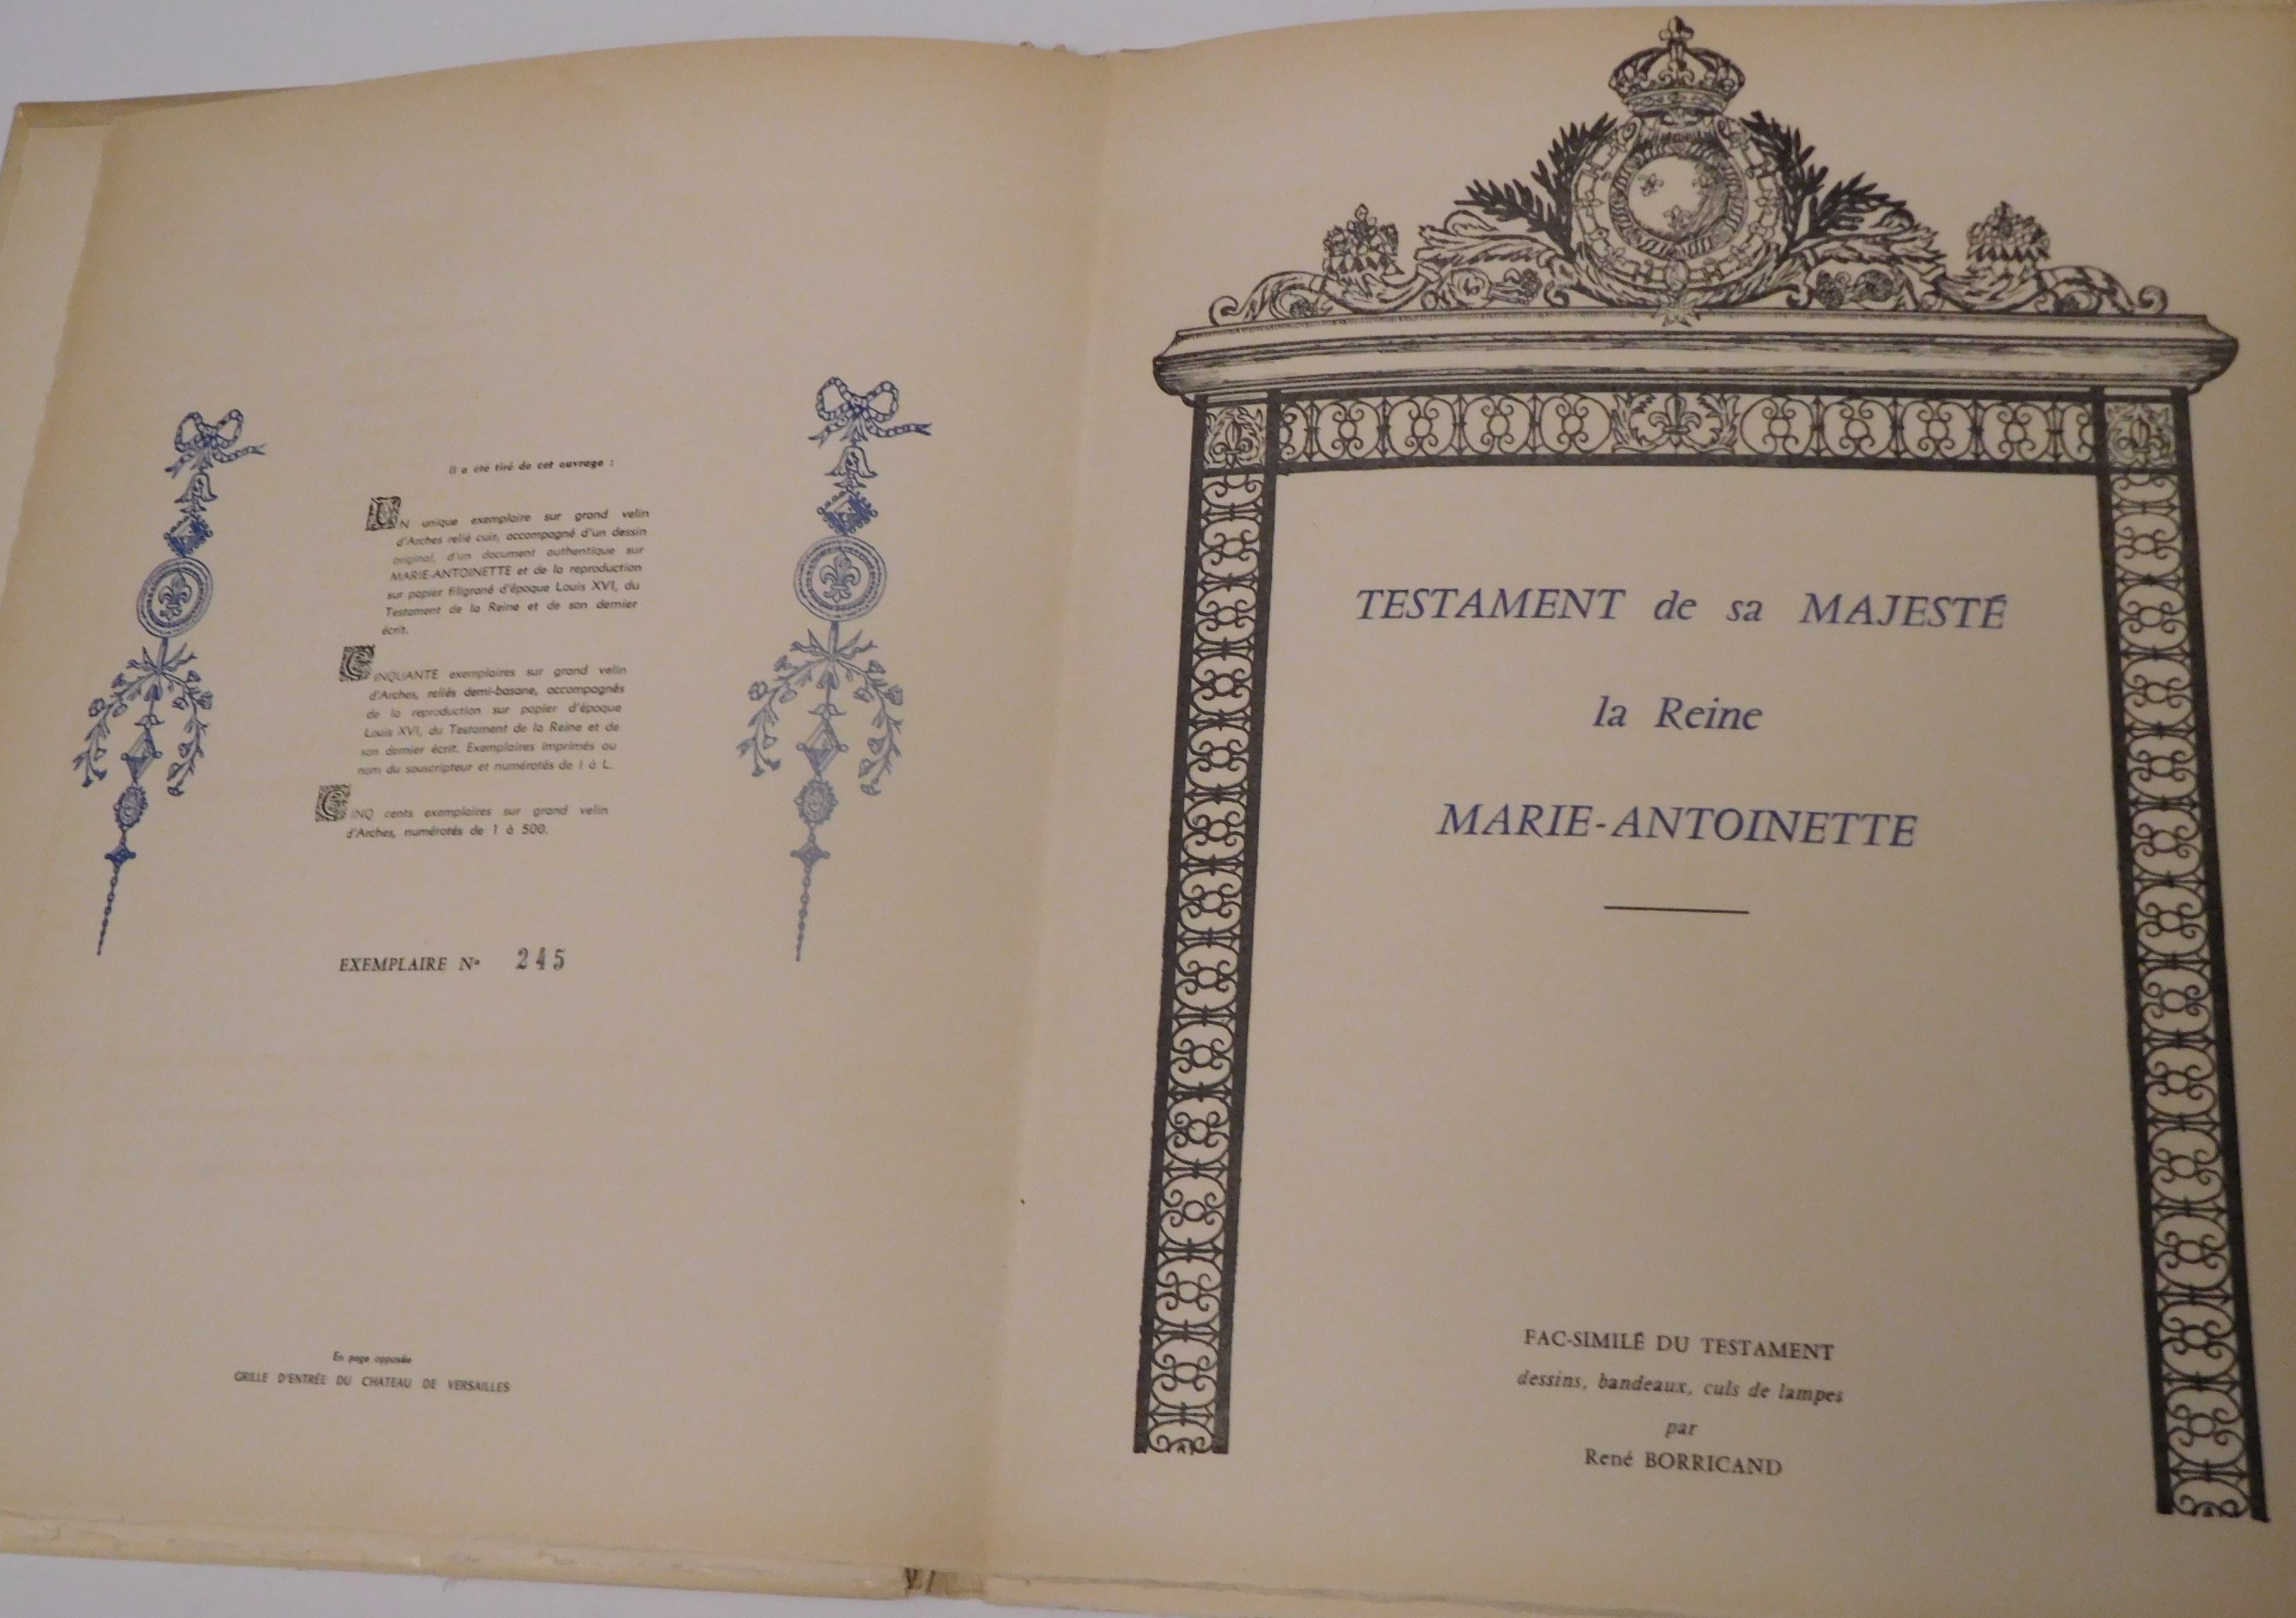 Il a été tiré de cet ouvrage :
UN unique exemplaire sur grand velin
d'Arches relié cuir, accompagné d'un dessin
original, d'un document authentique sur
MARIE-ANTOINETTE et de la reproduction
sur papier filigrané d'époque Louis XVI, du
Testament de la Reine et de son dernier
écrit.
CINQUANTE exemplaires sur grand velin
d'Arches, reliés demi-basane, accompagnés
de la reproduction sur papier d'époque
Louis XVI, du Testament de la Reine et de
son dernier écrit. Exemplaires imprimés au
nom du souscripteur et numérotés de I à L.
CINQ cents exemplaires sur grand velin
d'Arches, numérotés de 1 à 500.
EXEMPLAIRE N° 245
En page opposée
GRILLE D'ENTRÉE DU CHATEAU DE VERSAILLES
TESTAMENT de sa MAJESTÉ
la Reine
MARIE-ANTOINETTE
FAC-SIMILÉ DU TESTAMENT
dessins, bandeaux, culs de lampes
par
René BORRICAND